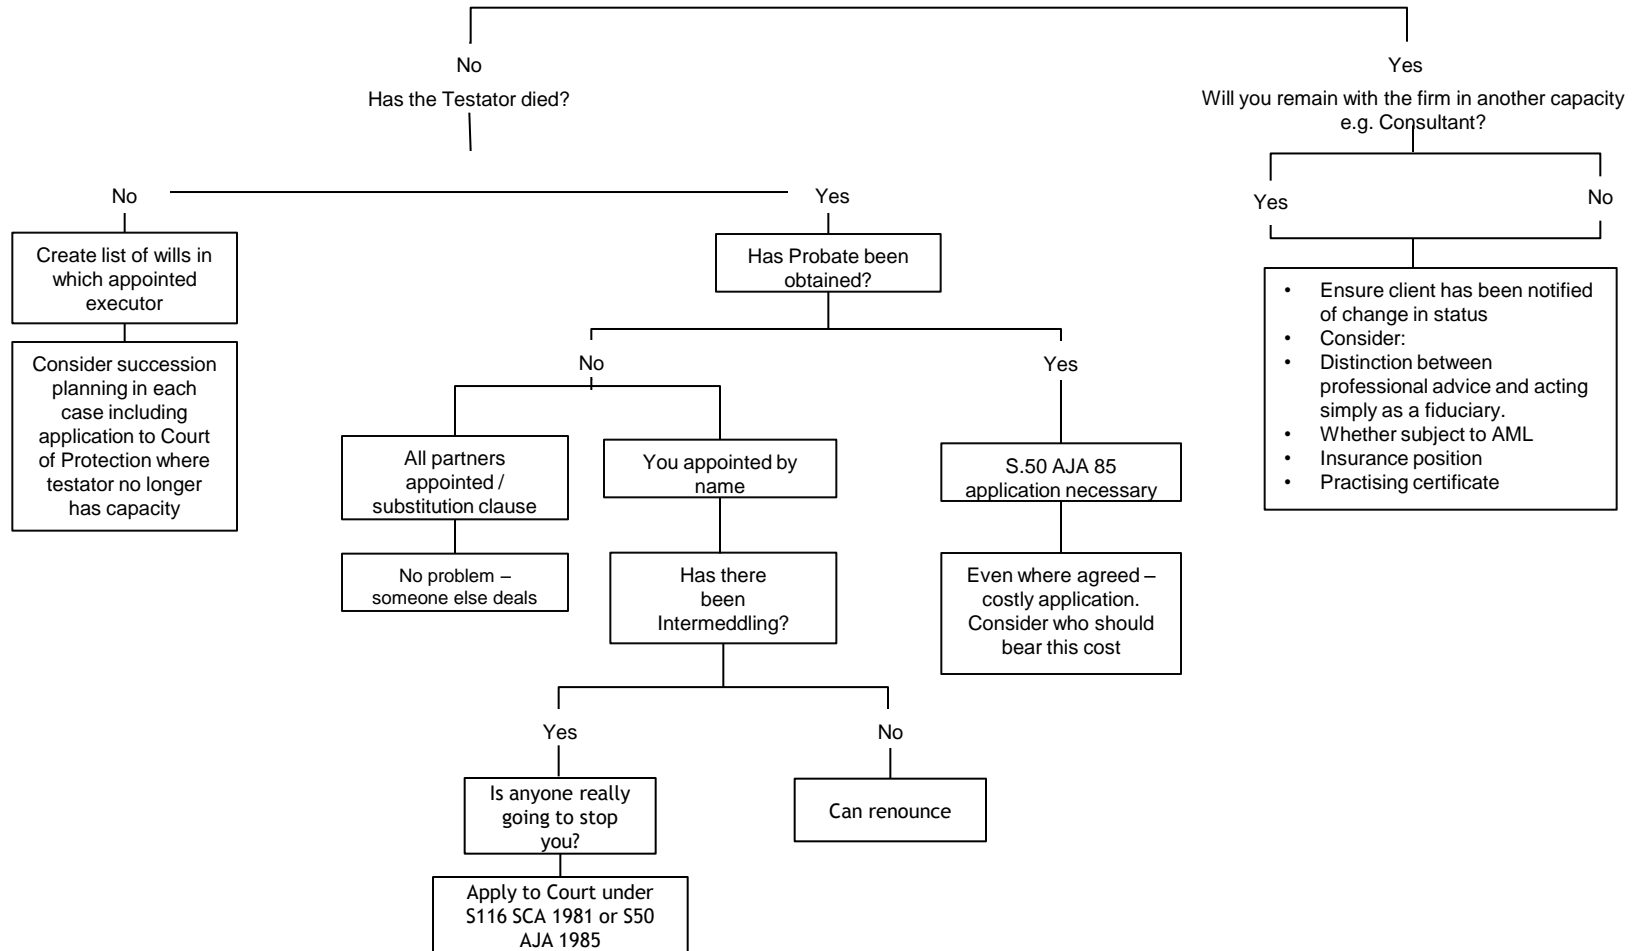 No
Has the Testator died?
Yes
Will you remain with the firm in another capacity
e.g. Consultant?
No
Yes
Yes
No
Create list of wills in
which appointed
executor
Has Probate been
obtained?
• Ensure client has been notified
of change in status
• Consider:
• Distinction between
professional advice and acting
simply as a fiduciary.
• Whether subject to AML
• Insurance position
• Practising certificate
Consider succession
planning in each
case including
application to Court
of Protection where
testator no longer
has capacity
No
Yes
All partners
appointed /
substitution clause
You appointed by
name
S.50 AJA 85
application necessary
No problem –
someone else deals
Has there
been
Intermeddling?
Even where agreed –
costly application.
Consider who should
bear this cost
Yes
No
Is anyone really
going to stop
you?
Can renounce
Apply to Court under
S116 SCA 1981 or S50
AJA 1985